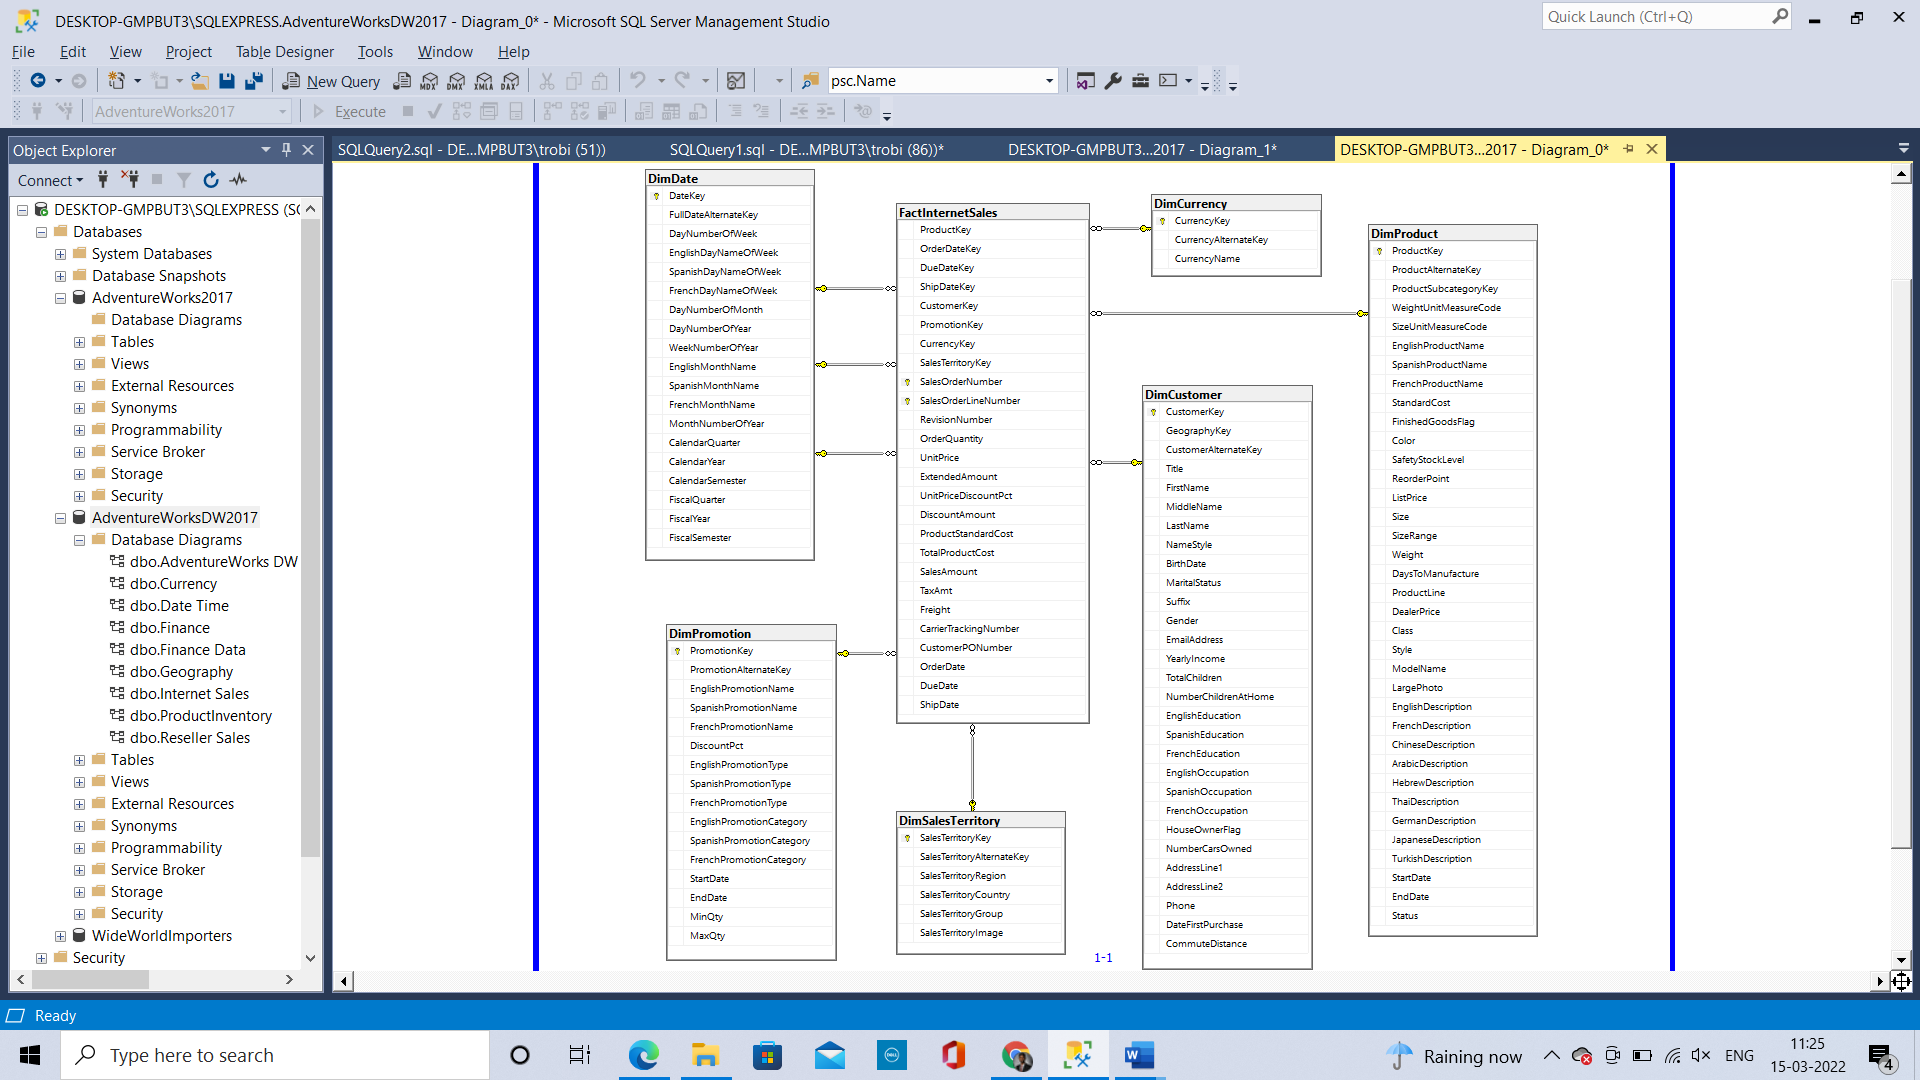 DESKTOP-GMPBUT3\SQLEXPRESS.AdventureWorksDW2017 - Diagram_0* - Microsoft SQL Server Management Studio
Quick Launch (Ctrl+Q)
File Edit View Project Table Designer Tools Window Help
New Query MDX DMX XMLA DAX psc.Name
AdventureWorks2017 Execute
Object Explorer
SQLQuery2.sql - DE...MPBUT3\trobi (51))
SQLQuery1.sql - DE...MPBUT3\trobi (86))*
DESKTOP-GMPBUT3...2017 - Diagram_1*
DESKTOP-GMPBUT3...2017 - Diagram_0*
Connect
DESKTOP-GMPBUT3\SQLEXPRESS (SQ
Databases
System Databases
Database Snapshots
AdventureWorks2017
Database Diagrams
Tables
Views
External Resources
Synonyms
Programmability
Service Broker
Storage
Security
AdventureWorksDW2017
Database Diagrams
dbo.AdventureWorks DW
dbo.Currency
dbo.Date Time
dbo.Finance
dbo.Finance Data
dbo.Geography
dbo.Internet Sales
dbo.ProductInventory
dbo.Reseller Sales
Tables
Views
External Resources
Synonyms
Programmability
Service Broker
Storage
Security
WideWorldImporters
Security
DimDate
DateKey
FullDateAlternateKey
DayNumberOfWeek
EnglishDayNameOfWeek
SpanishDayNameOfWeek
FrenchDayNameOfWeek
DayNumberOfMonth
DayNumberOfYear
WeekNumberOfYear
EnglishMonthName
SpanishMonthName
FrenchMonthName
MonthNumberOfYear
CalendarQuarter
CalendarYear
CalendarSemester
FiscalQuarter
FiscalYear
FiscalSemester
DimPromotion
PromotionKey
PromotionAlternateKey
EnglishPromotionName
SpanishPromotionName
FrenchPromotionName
DiscountPct
EnglishPromotionType
SpanishPromotionType
FrenchPromotionType
EnglishPromotionCategory
SpanishPromotionCategory
FrenchPromotionCategory
StartDate
EndDate
MinQty
MaxQty
FactInternetSales
ProductKey
OrderDateKey
DueDateKey
ShipDateKey
CustomerKey
PromotionKey
CurrencyKey
SalesTerritoryKey
SalesOrderNumber
SalesOrderLineNumber
RevisionNumber
OrderQuantity
UnitPrice
ExtendedAmount
UnitPriceDiscountPct
DiscountAmount
ProductStandardCost
TotalProductCost
SalesAmount
TaxAmt
Freight
CarrierTrackingNumber
CustomerPONumber
OrderDate
DueDate
ShipDate
DimSalesTerritory
SalesTerritoryKey
SalesTerritoryAlternateKey
SalesTerritoryRegion
SalesTerritoryCountry
SalesTerritoryGroup
SalesTerritoryImage
1-1
DimCurrency
CurrencyKey
CurrencyAlternateKey
CurrencyName
DimCustomer
CustomerKey
GeographyKey
CustomerAlternateKey
Title
FirstName
MiddleName
LastName
NameStyle
BirthDate
MaritalStatus
Suffix
Gender
EmailAddress
YearlyIncome
TotalChildren
NumberChildrenAtHome
EnglishEducation
SpanishEducation
FrenchEducation
EnglishOccupation
SpanishOccupation
FrenchOccupation
HouseOwnerFlag
NumberCarsOwned
AddressLine1
AddressLine2
Phone
DateFirstPurchase
CommuteDistance
DimProduct
ProductKey
ProductAlternateKey
ProductSubcategoryKey
WeightUnitMeasureCode
SizeUnitMeasureCode
EnglishProductName
SpanishProductName
FrenchProductName
StandardCost
FinishedGoodsFlag
Color
SafetyStockLevel
ReorderPoint
ListPrice
Size
SizeRange
Weight
DaysToManufacture
ProductLine
DealerPrice
Class
Style
ModelName
LargePhoto
EnglishDescription
FrenchDescription
ChineseDescription
ArabicDescription
HebrewDescription
ThaiDescription
GermanDescription
JapaneseDescription
TurkishDescription
StartDate
EndDate
Status
Ready
Type here to search
DELL
W
Raining now
ENG
11:25
15-03-2022
4